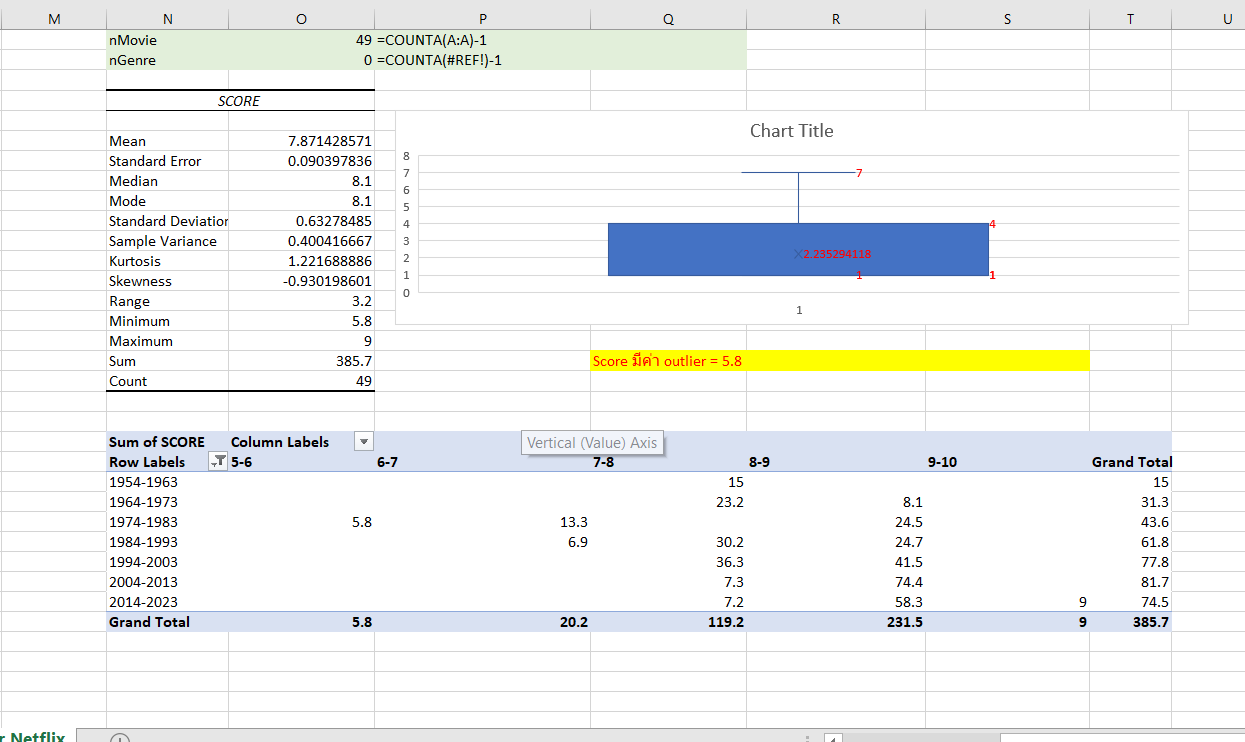 M N O P Q R S T U
nMovie 49 =COUNTA(A:A)-1
nGenre 0 =COUNTA(#REF!)-1
SCORE
Mean 7.871428571
Standard Error 0.090397836
Median 8.1
Mode 8.1
Standard Deviation 0.63278485
Sample Variance 0.400416667
Kurtosis 1.221688886
Skewness -0.930198601
Range 3.2
Minimum 5.8
Maximum 9
Sum 385.7
Count 49
Chart Title
8
7
6
5
4
3
2
1
0
7
4
2.235294118
1
1
1
Score มีค่า outlier = 5.8
Sum of SCORE Column Labels
Vertical (Value) Axis
Row Labels 5-6 6-7 7-8 8-9 9-10 Grand Total
1954-1963 15 15
1964-1973 23.2 8.1 31.3
1974-1983 5.8 13.3 24.5 43.6
1984-1993 6.9 30.2 24.7 61.8
1994-2003 36.3 41.5 77.8
2004-2013 7.3 74.4 81.7
2014-2023 7.2 58.3 9 74.5
Grand Total 5.8 20.2 119.2 231.5 9 385.7
r Netflix